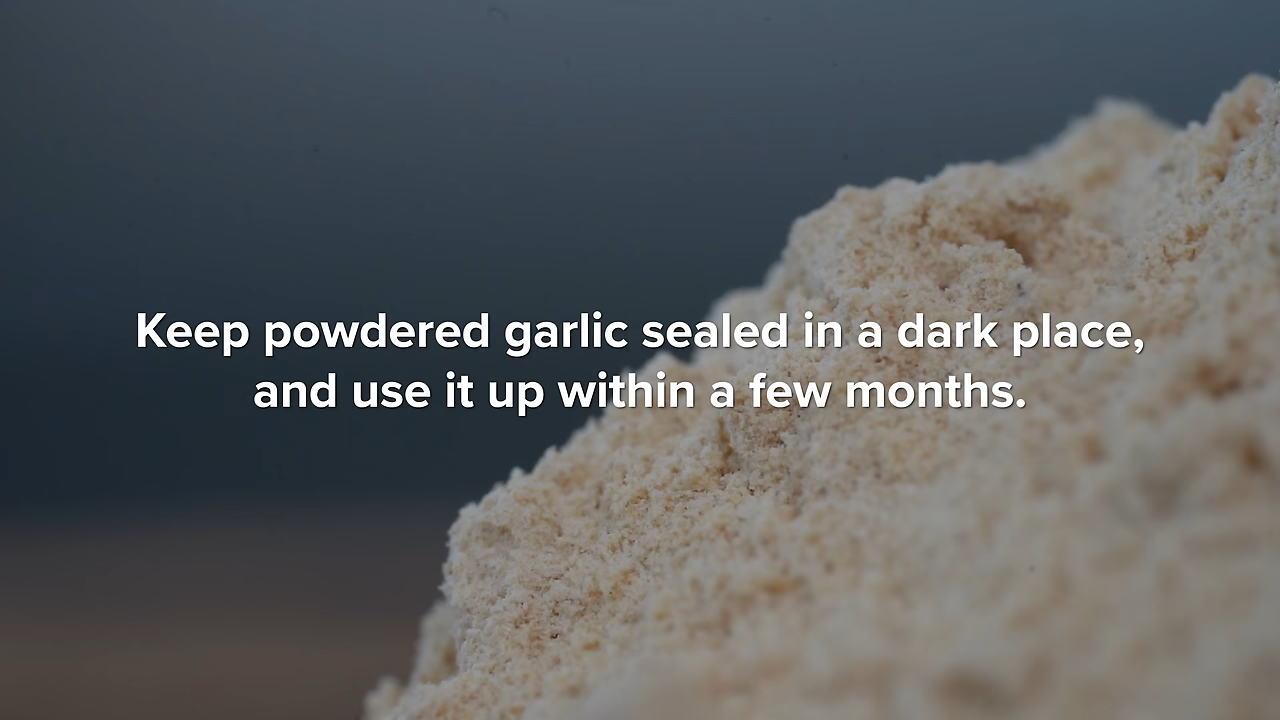 Keep powdered garlic sealed in a dark place,
and use it up within a few months.